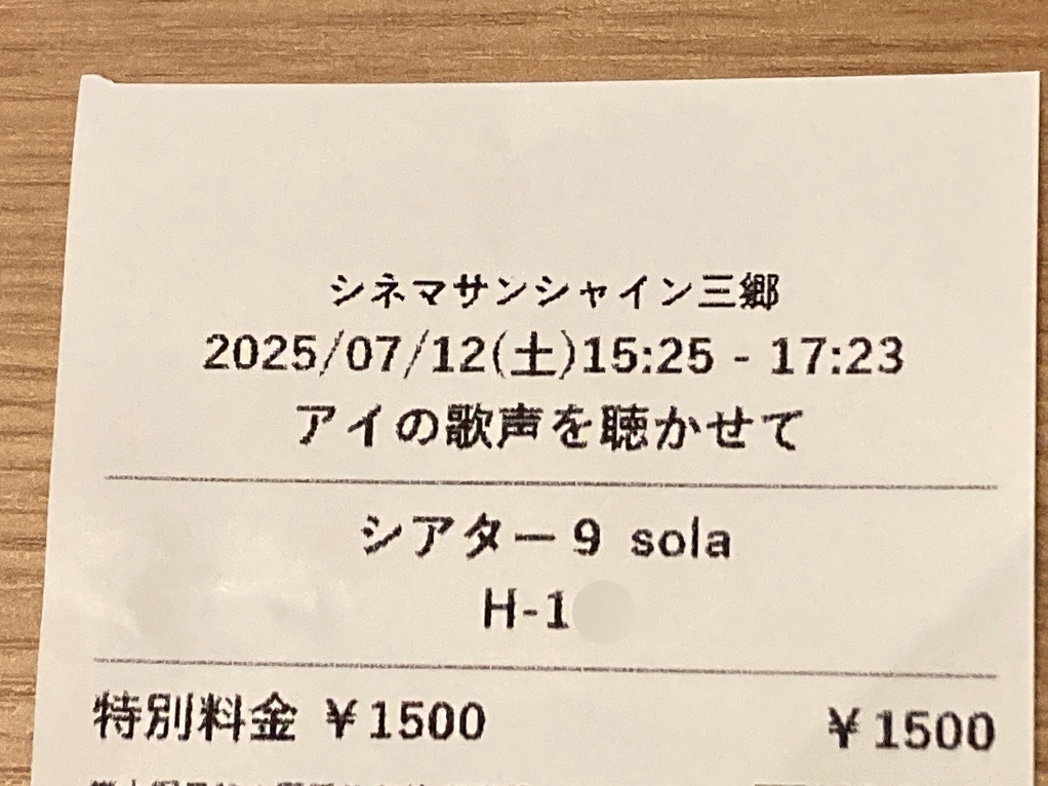 シネマサンシャイン三郷
2025/07/12(土)15:25 - 17:23
アイの歌声を聴かせて
シアター9 sola
H-1
特別料金 ¥1500 ¥1500